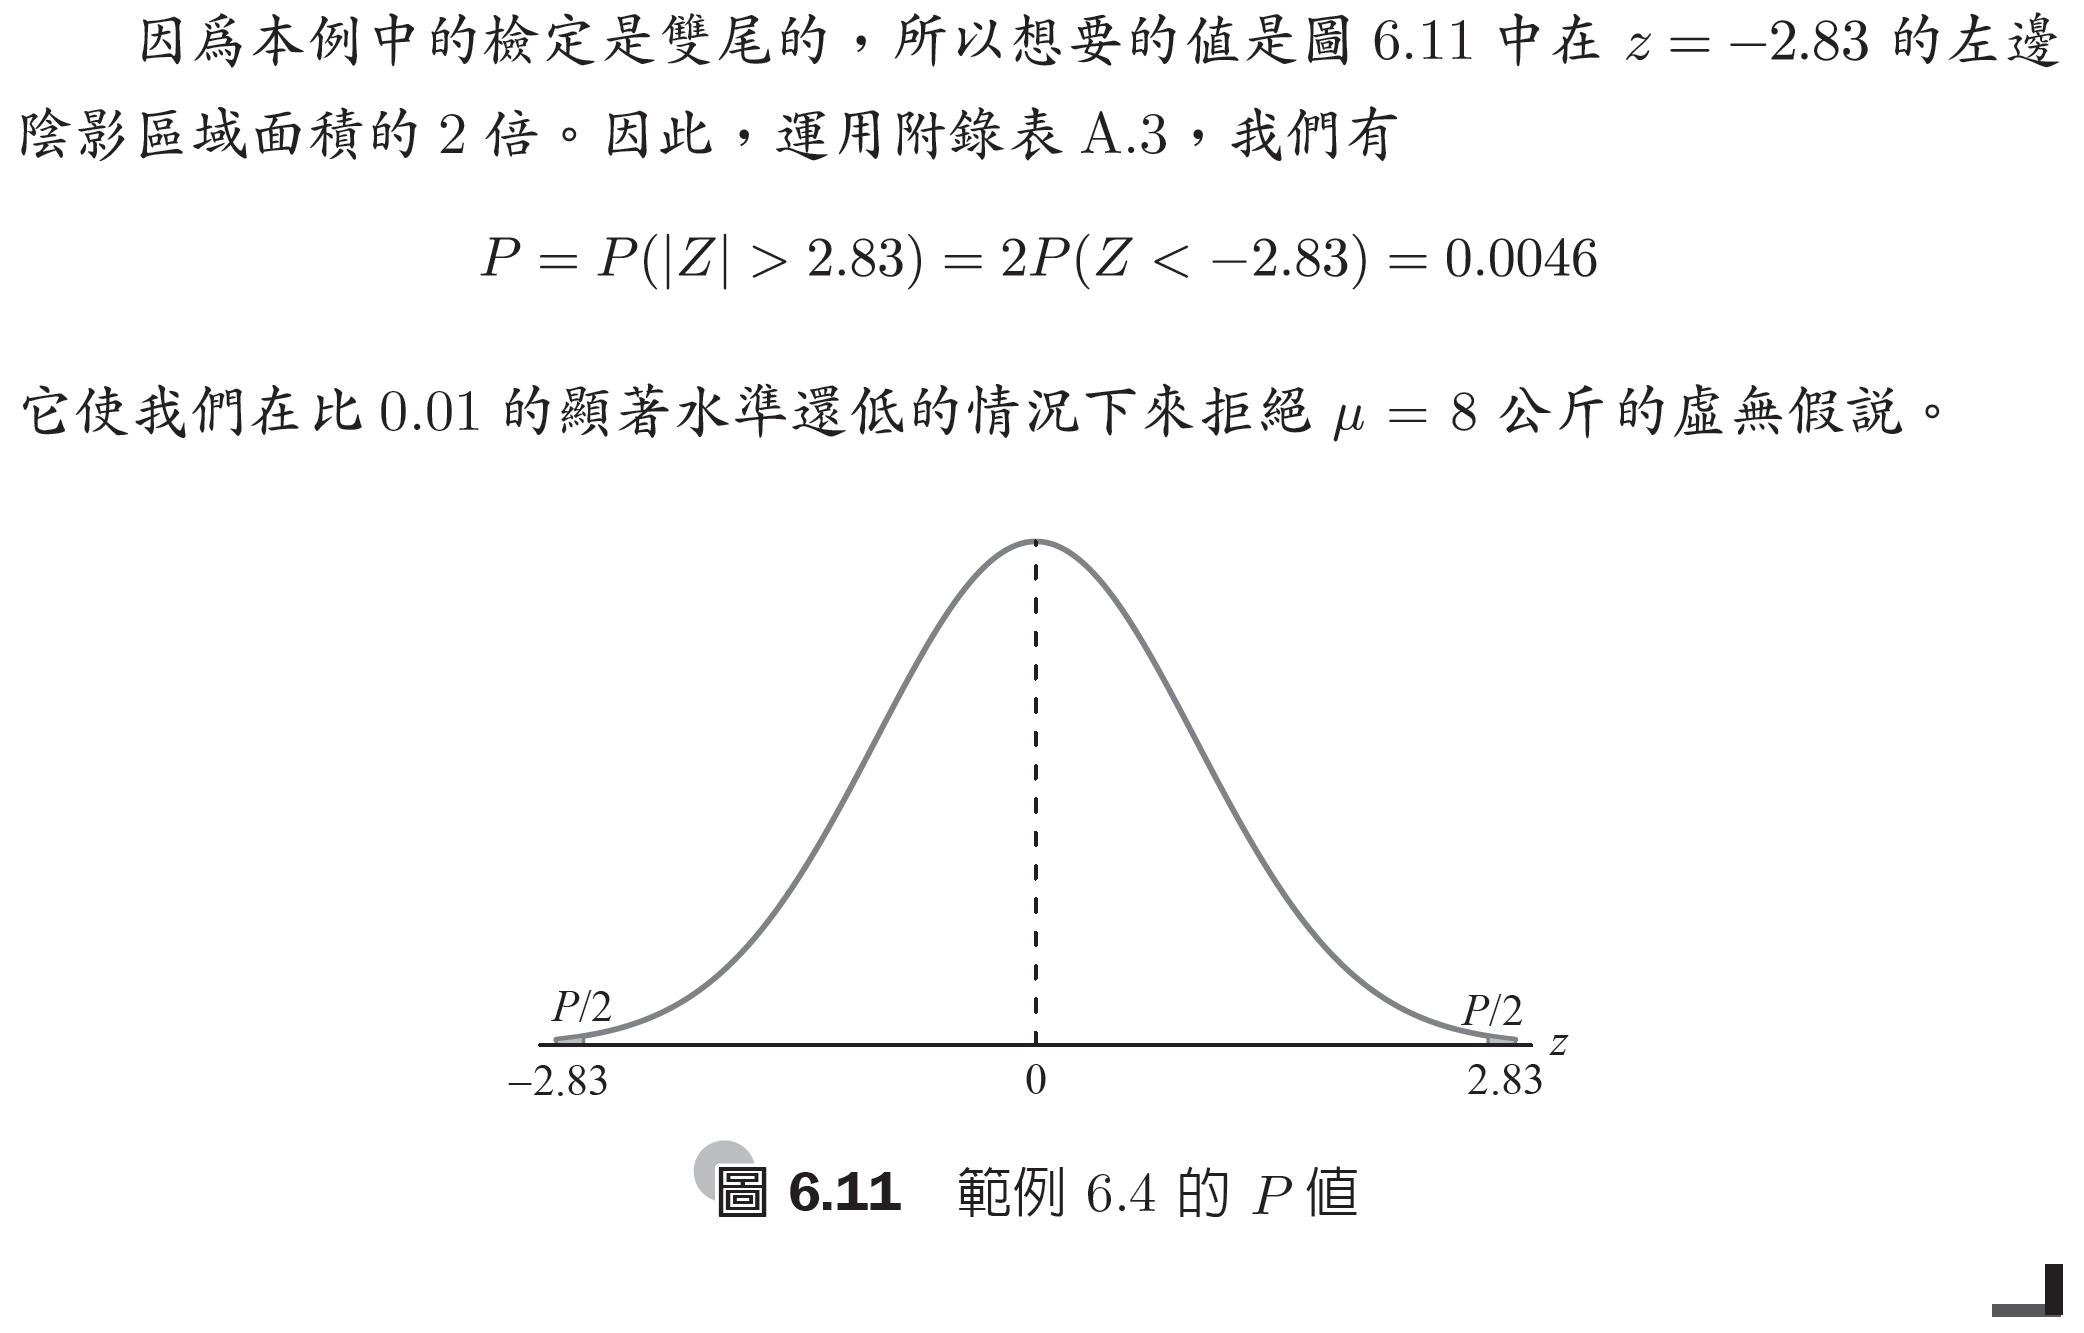 因爲本例中的檢定是雙尾的，所以想要的值是圖 6.11 中在 z = −2.83 的左邊
陰影區域面積的 2 倍。因此，運用附錄表 A.3，我們有
P = P(|Z| > 2.83) = 2P(Z < −2.83) = 0.0046
它使我們在比 0.01 的顯著水準還低的情況下來拒絕 μ = 8 公斤的虛無假說。
P/2
P/2
z
−2.83
0
2.83
圖 6.11 範例 6.4 的 P 值